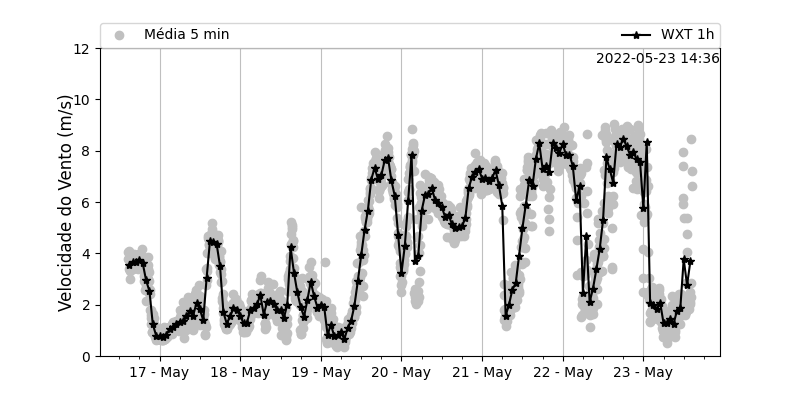 Média 5 min
WXT 1h
2022-05-23 14:36
Velocidade do Vento (m/s)
12
10
8
6
4
2
0
17 - May
18 - May
19 - May
20 - May
21 - May
22 - May
23 - May